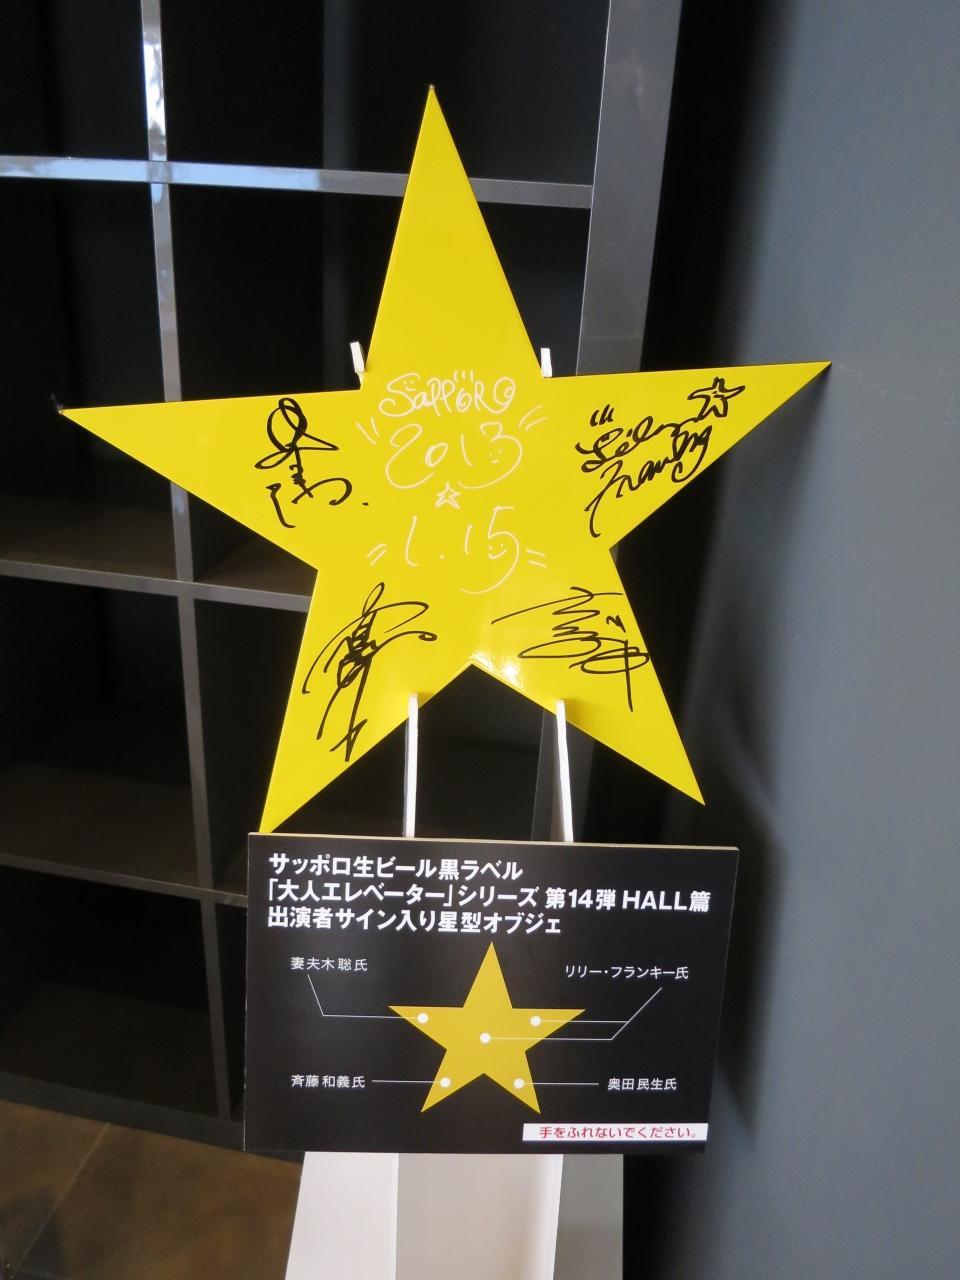 SAPPORO
2013
1.15
Lily Franky
サッポロ生ビール黒ラベル
「大人エレベーター」シリーズ 第14弾 HALL篇
出演者サイン入り星型オブジェ
妻夫木 聡 氏
リリー・フランキー氏
斉藤 和義 氏
奥田 民生氏
手をふれないでください。